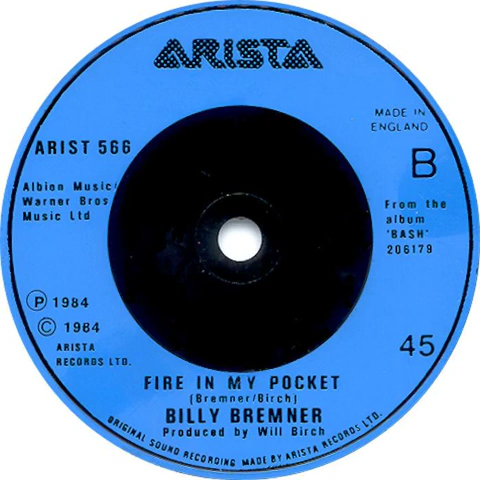 ARISTA
MADE IN
ENGLAND
ARIST 566
B
Albion Music/
Warner Bros
Music Ltd
From the
album
'BASH'
206179
℗ 1984
© 1984
ARISTA
RECORDS LTD.
45
FIRE IN MY POCKET
(Bremner/Birch)
BILLY BREMNER
Produced by Will Birch
ORIGINAL SOUND RECORDING MADE BY ARISTA RECORDS LTD.